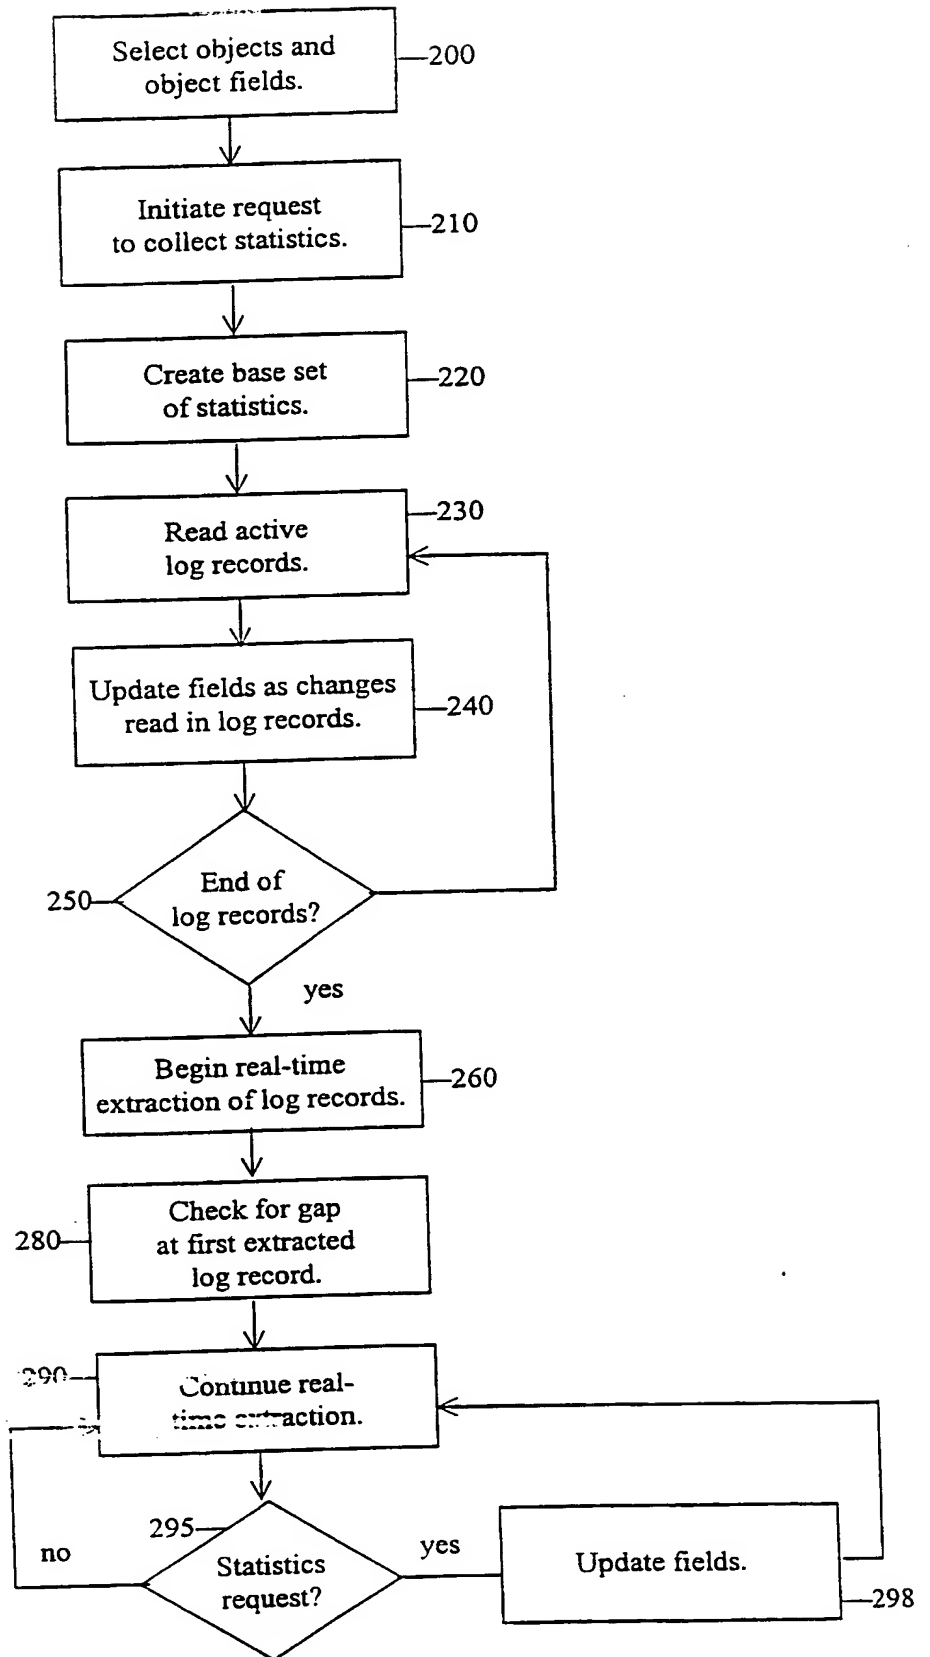 Select objects and
object fields.
200
Initiate request
to collect statistics.
210
Create base set
of statistics.
220
Read active
log records.
230
Update fields as changes
read in log records.
240
End of
log records?
250
yes
Begin real-time
extraction of log records.
260
Check for gap
at first extracted
log record.
280
Continue real-
time extraction.
290
Statistics
request?
295
no
yes
Update fields.
298